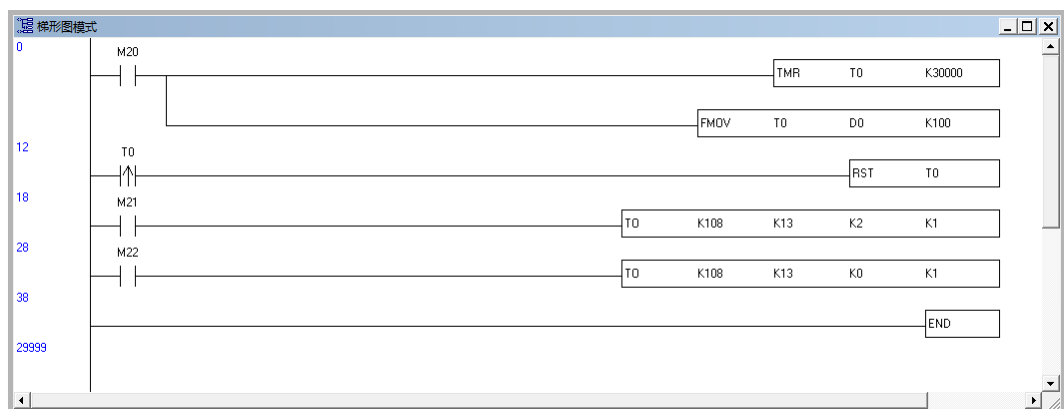 梯形图模式
0
M20
TMR T0 K30000
FMOV T0 D0 K100
12
T0
RST T0
18
M21
TO K108 K13 K2 K1
28
M22
TO K108 K13 K0 K1
38
END
29999